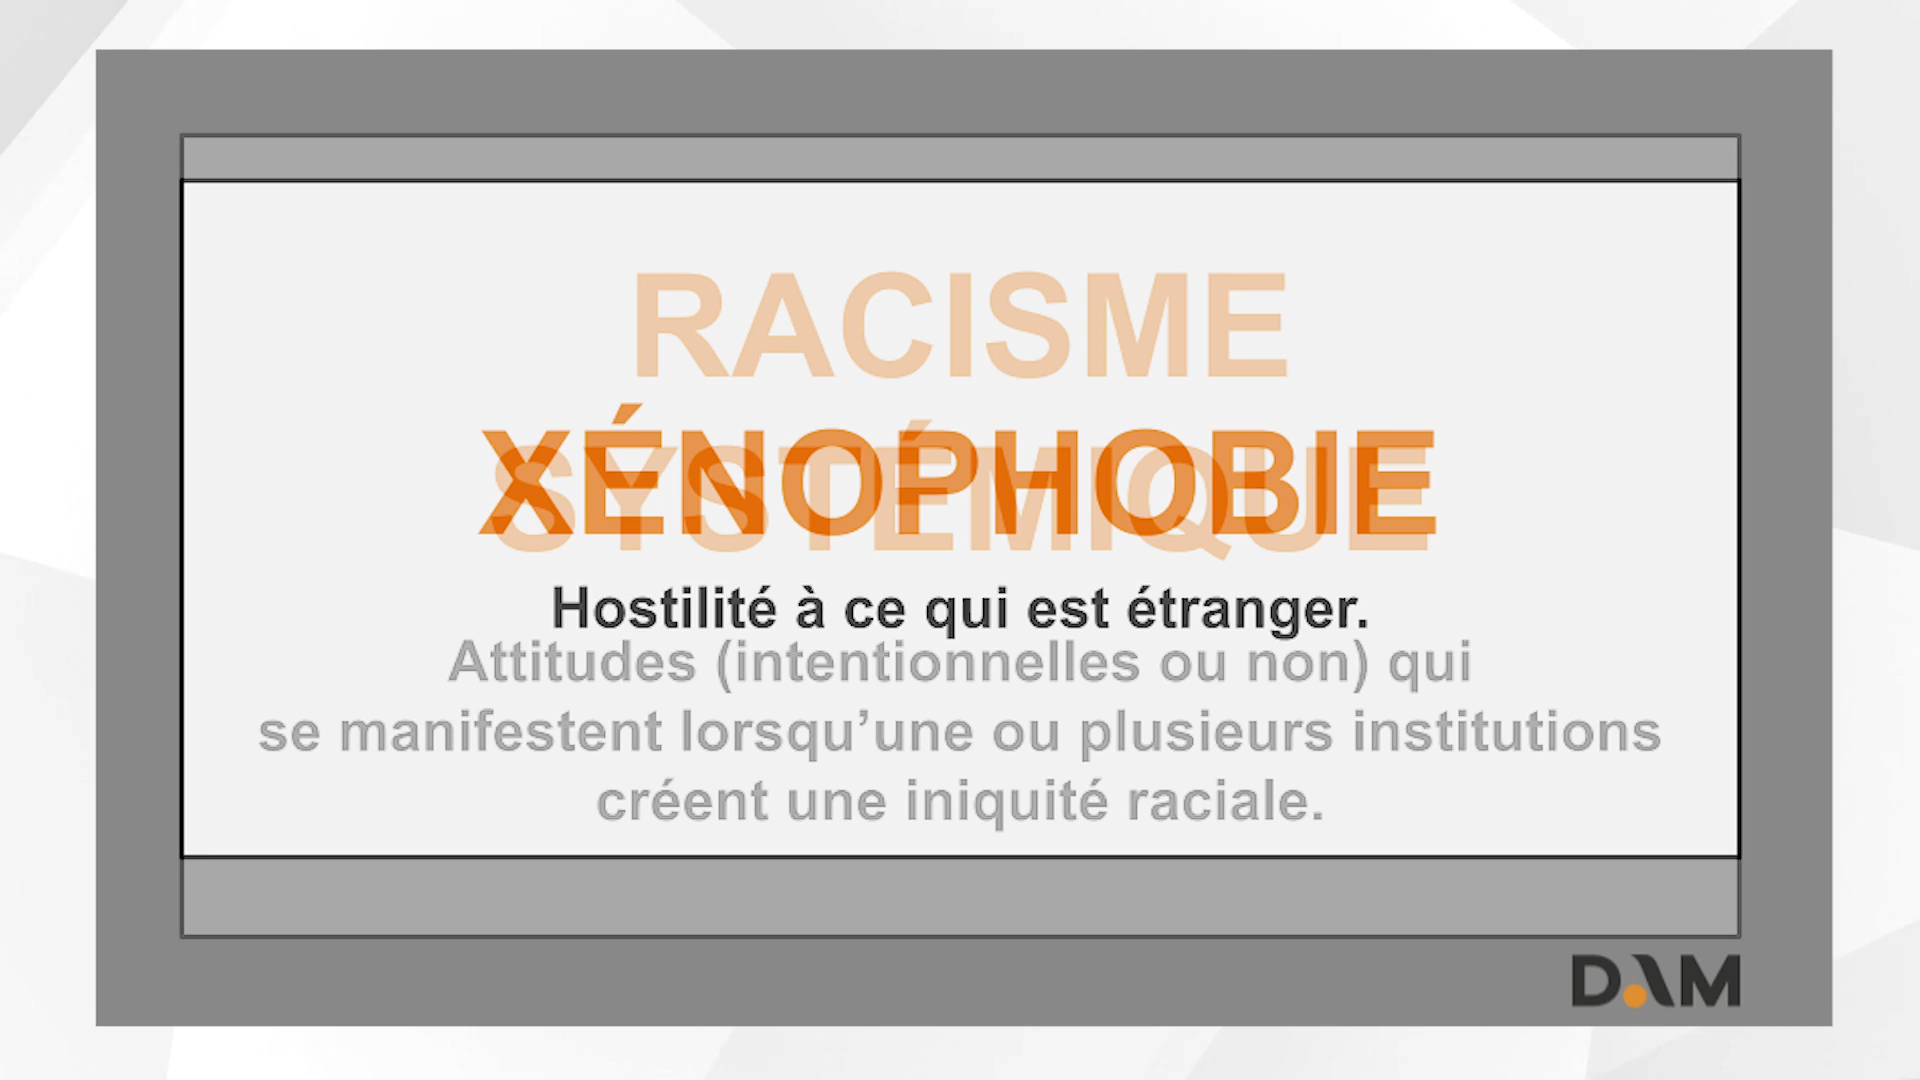 RACISME
XÉNOPHOBIE
SYSTÉMIQUE
Hostilité à ce qui est étranger.
Attitudes (intentionnelles ou non) qui
se manifestent lorsqu’une ou plusieurs institutions
créent une iniquité raciale.
DAM